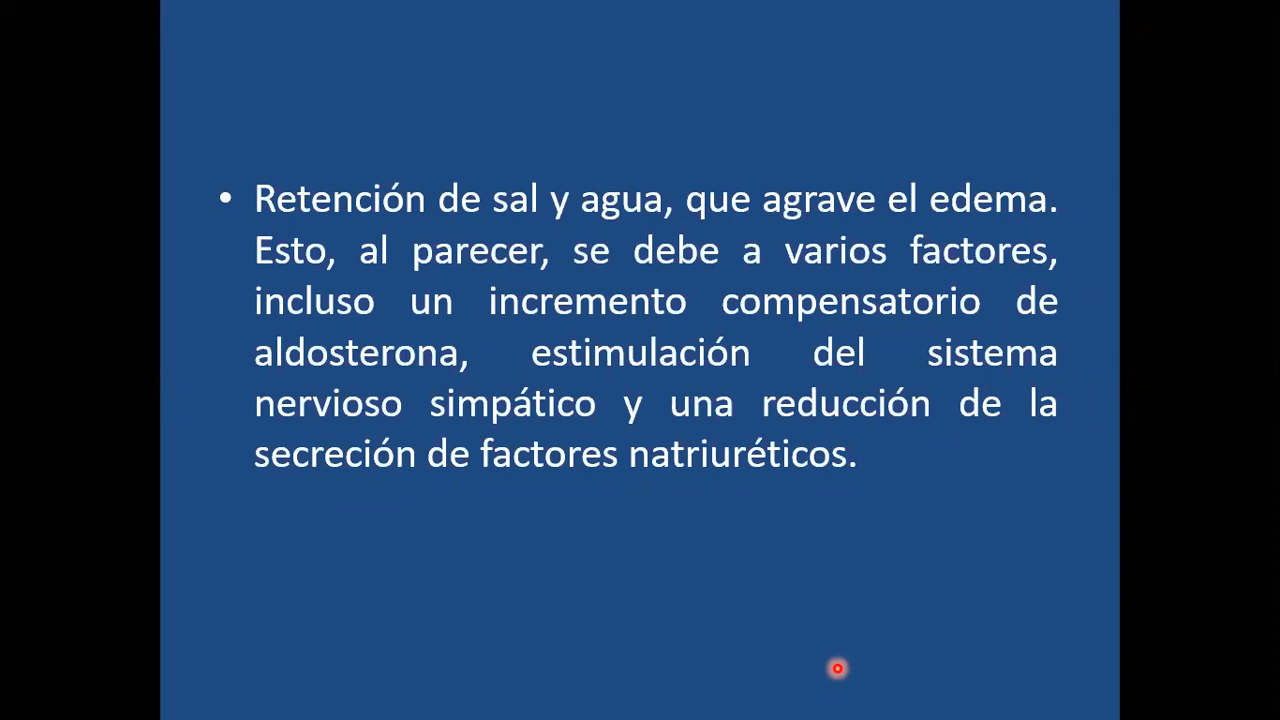 • Retención de sal y agua, que agrave el edema.
Esto, al parecer, se debe a varios factores,
incluso un incremento compensatorio de
aldosterona, estimulación del sistema
nervioso simpático y una reducción de la
secreción de factores natriuréticos.